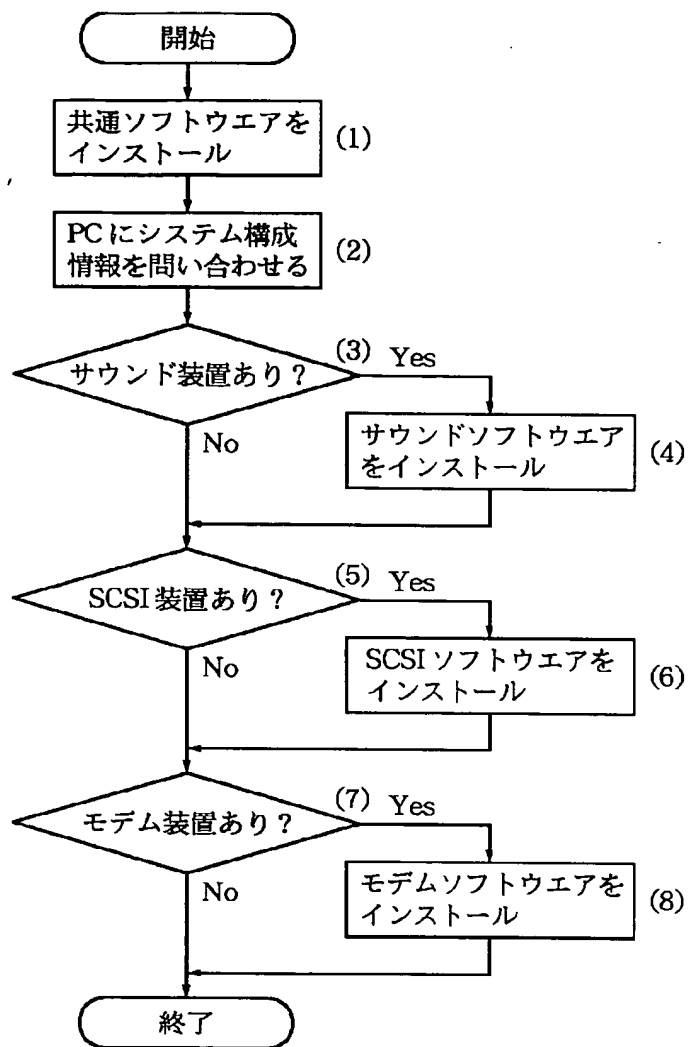 開始
共通ソフトウエアを
インストール
(1)
PCにシステム構成
情報を問い合わせる
(2)
サウンド装置あり?
(3) Yes
No
サウンドソフトウエア
をインストール
(4)
SCSI装置あり?
(5) Yes
No
SCSIソフトウエアを
インストール
(6)
モデム装置あり?
(7) Yes
No
モデムソフトウエアを
インストール
(8)
終了